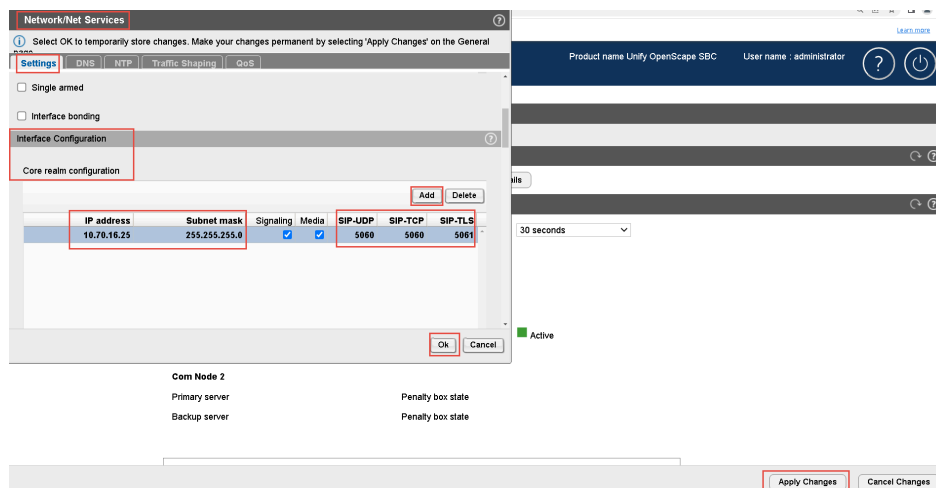 Network/Net Services
Learn more
Select OK to temporarily store changes. Make your changes permanent by selecting 'Apply Changes' on the General
Product name Unify OpenScape SBC User name : administrator
Settings DNS NTP Traffic Shaping QoS
Single armed
Interface bonding
Interface Configuration
Core realm configuration
Add Delete
IP address Subnet mask Signaling Media SIP-UDP SIP-TCP SIP-TLS
10.70.16.25 255.255.255.0 5060 5060 5061
30 seconds
Active
Ok Cancel
Com Node 2
Primary server Penalty box state
Backup server Penalty box state
Apply Changes Cancel Changes